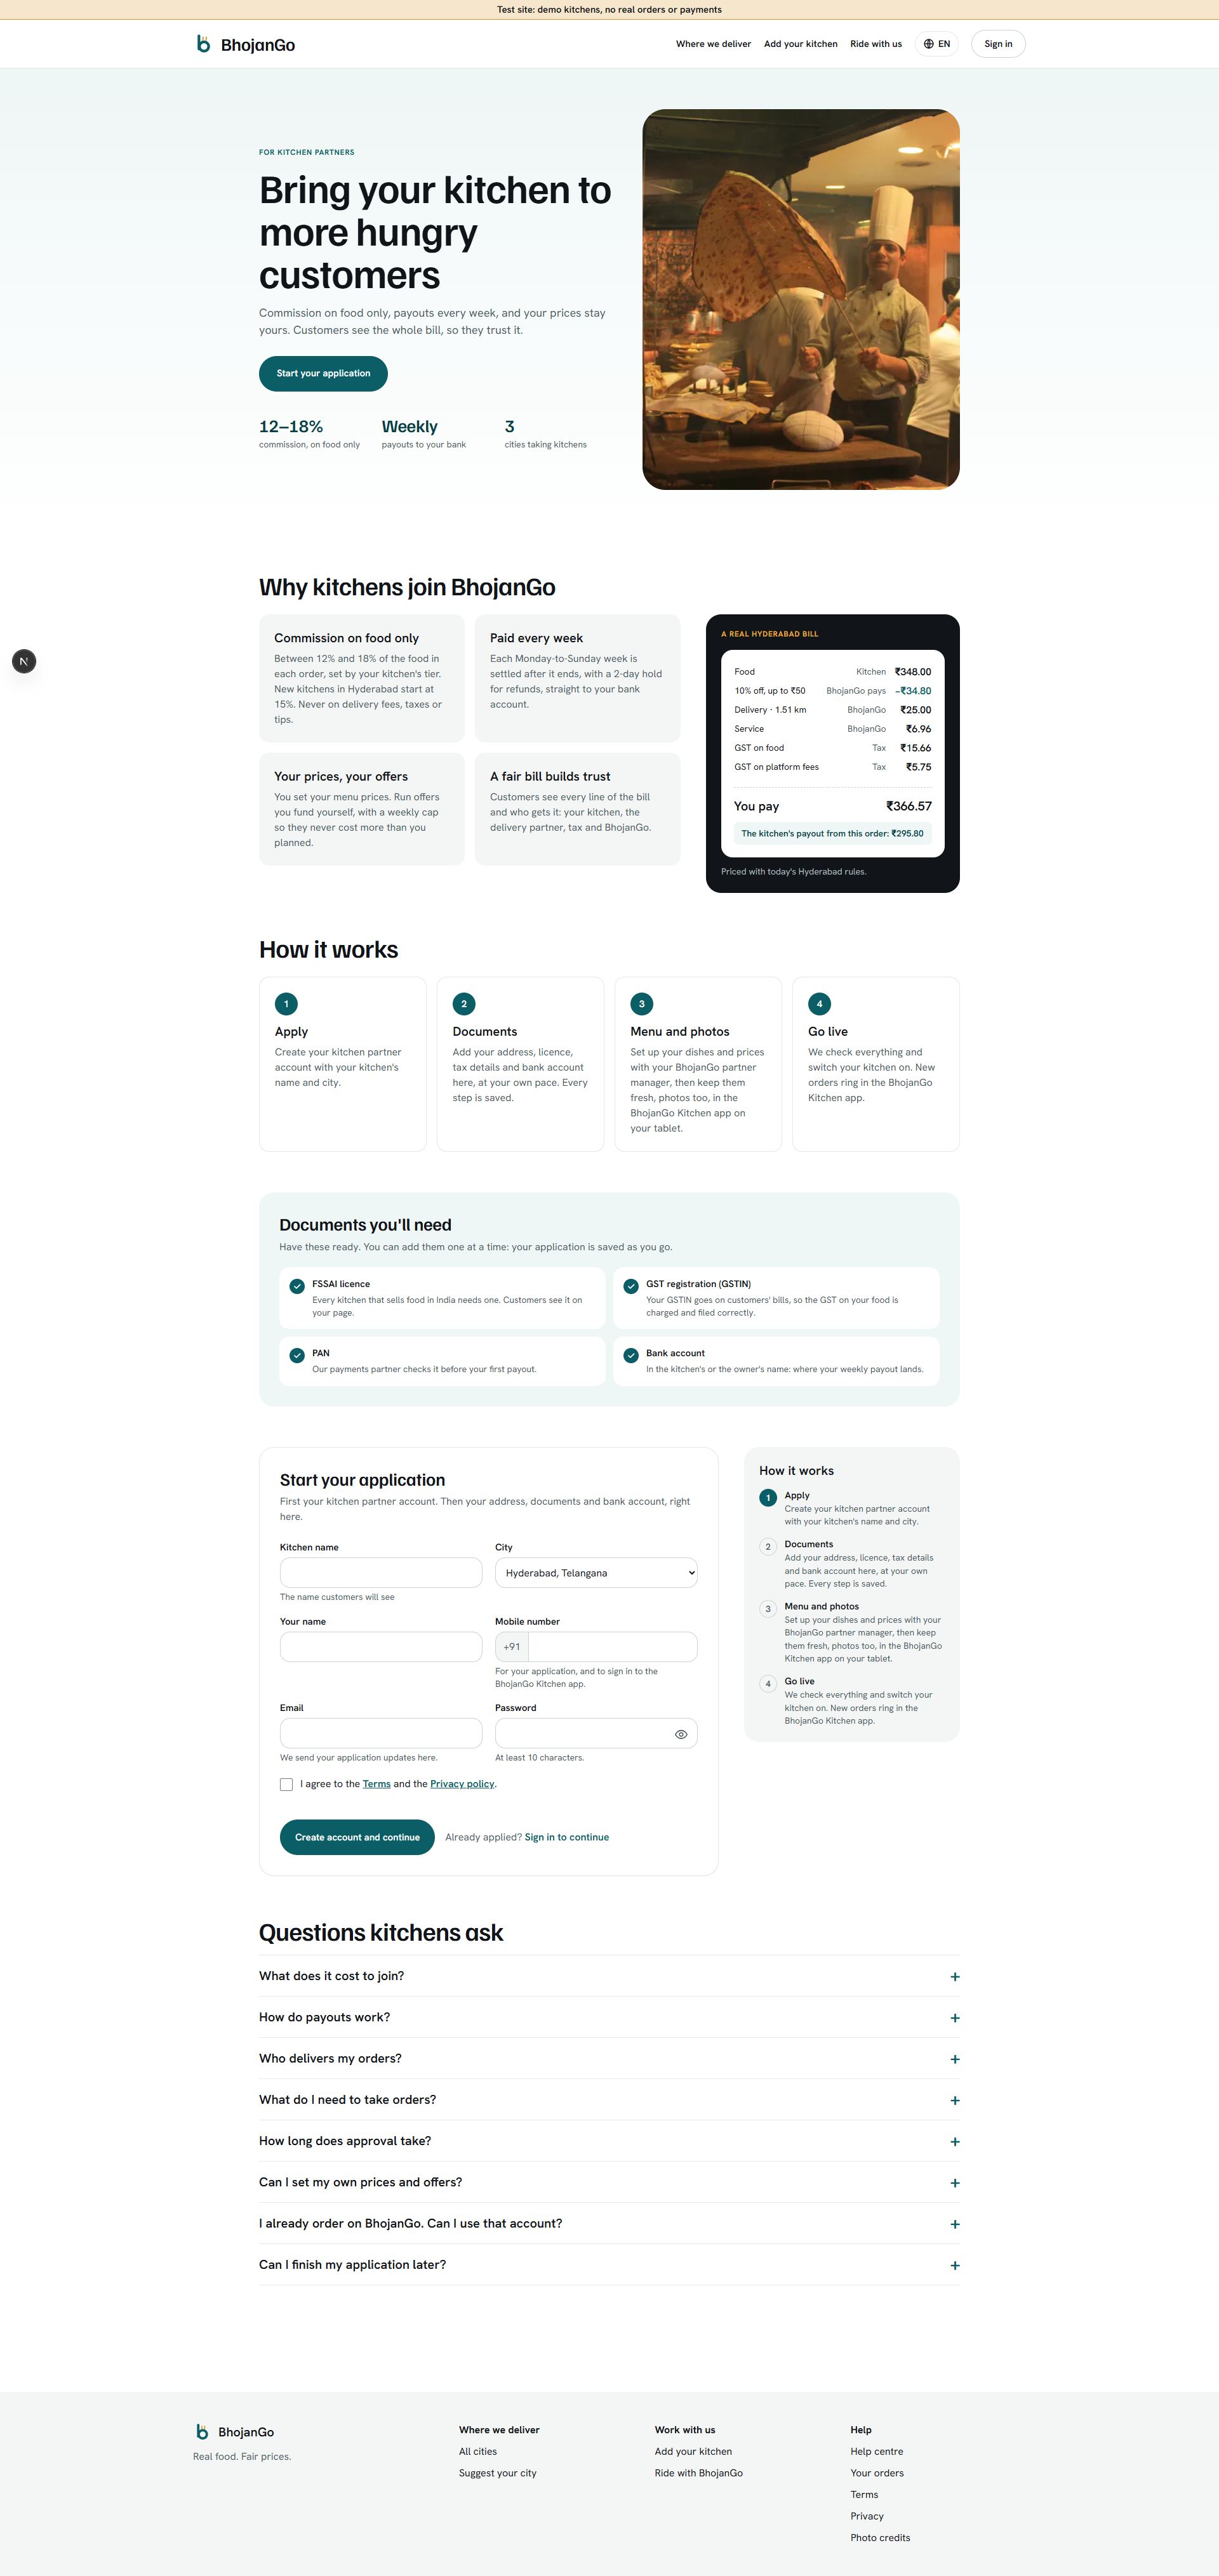 Test site: demo kitchens, no real orders or payments
BhojanGo
Where we deliver
Add your kitchen
Ride with us
EN
Sign in
FOR KITCHEN PARTNERS
Bring your kitchen to
more hungry
customers
Commission on food only, payouts every week, and your prices stay
yours. Customers see the whole bill, so they trust it.
Start your application
12–18%
commission, on food only
Weekly
payouts to your bank
3
cities taking kitchens
Why kitchens join BhojanGo
Commission on food only
Between 12% and 18% of the food in
each order, set by your kitchen's tier.
New kitchens in Hyderabad start at
15%. Never on delivery fees, taxes or
tips.
Paid every week
Each Monday-to-Sunday week is
settled after it ends, with a 2-day hold
for refunds, straight to your bank
account.
Your prices, your offers
You set your menu prices. Run offers
you fund yourself, with a weekly cap
so they never cost more than you
planned.
A fair bill builds trust
Customers see every line of the bill
and who gets it: your kitchen, the
delivery partner, tax and BhojanGo.
A REAL HYDERABAD BILL
Food Kitchen ₹348.00
10% off, up to ₹50 BhojanGo pays −₹34.80
Delivery · 1.51 km BhojanGo ₹25.00
Service BhojanGo ₹6.96
GST on food Tax ₹15.66
GST on platform fees Tax ₹5.75
You pay ₹366.57
The kitchen's payout from this order: ₹295.80
Priced with today's Hyderabad rules.
N
How it works
1
Apply
Create your kitchen partner
account with your kitchen's
name and city.
2
Documents
Add your address, licence,
tax details and bank account
here, at your own pace. Every
step is saved.
3
Menu and photos
Set up your dishes and prices
with your BhojanGo partner
manager, then keep them
fresh, photos too, in the
BhojanGo Kitchen app on
your tablet.
4
Go live
We check everything and
switch your kitchen on. New
orders ring in the BhojanGo
Kitchen app.
Documents you'll need
Have these ready. You can add them one at a time: your application is saved as you go.
FSSAI licence
Every kitchen that sells food in India needs one. Customers see it on
your page.
GST registration (GSTIN)
Your GSTIN goes on customers' bills, so the GST on your food is
charged and filed correctly.
PAN
Our payments partner checks it before your first payout.
Bank account
In the kitchen's or the owner's name: where your weekly payout lands.
Start your application
First your kitchen partner account. Then your address, documents and bank account, right
here.
Kitchen name
The name customers will see
City
Hyderabad, Telangana
Your name
Mobile number
+91
For your application, and to sign in to the
BhojanGo Kitchen app.
Email
We send your application updates here.
Password
At least 10 characters.
I agree to the Terms and the Privacy policy.
Create account and continue
Already applied? Sign in to continue
How it works
1
Apply
Create your kitchen partner account
with your kitchen's name and city.
2
Documents
Add your address, licence, tax details
and bank account here, at your own
pace. Every step is saved.
3
Menu and photos
Set up your dishes and prices with your
BhojanGo partner manager, then keep
them fresh, photos too, in the BhojanGo
Kitchen app on your tablet.
4
Go live
We check everything and switch your
kitchen on. New orders ring in the
BhojanGo Kitchen app.
Questions kitchens ask
What does it cost to join?
How do payouts work?
Who delivers my orders?
What do I need to take orders?
How long does approval take?
Can I set my own prices and offers?
I already order on BhojanGo. Can I use that account?
Can I finish my application later?
BhojanGo
Real food. Fair prices.
Where we deliver
All cities
Suggest your city
Work with us
Add your kitchen
Ride with BhojanGo
Help
Help centre
Your orders
Terms
Privacy
Photo credits